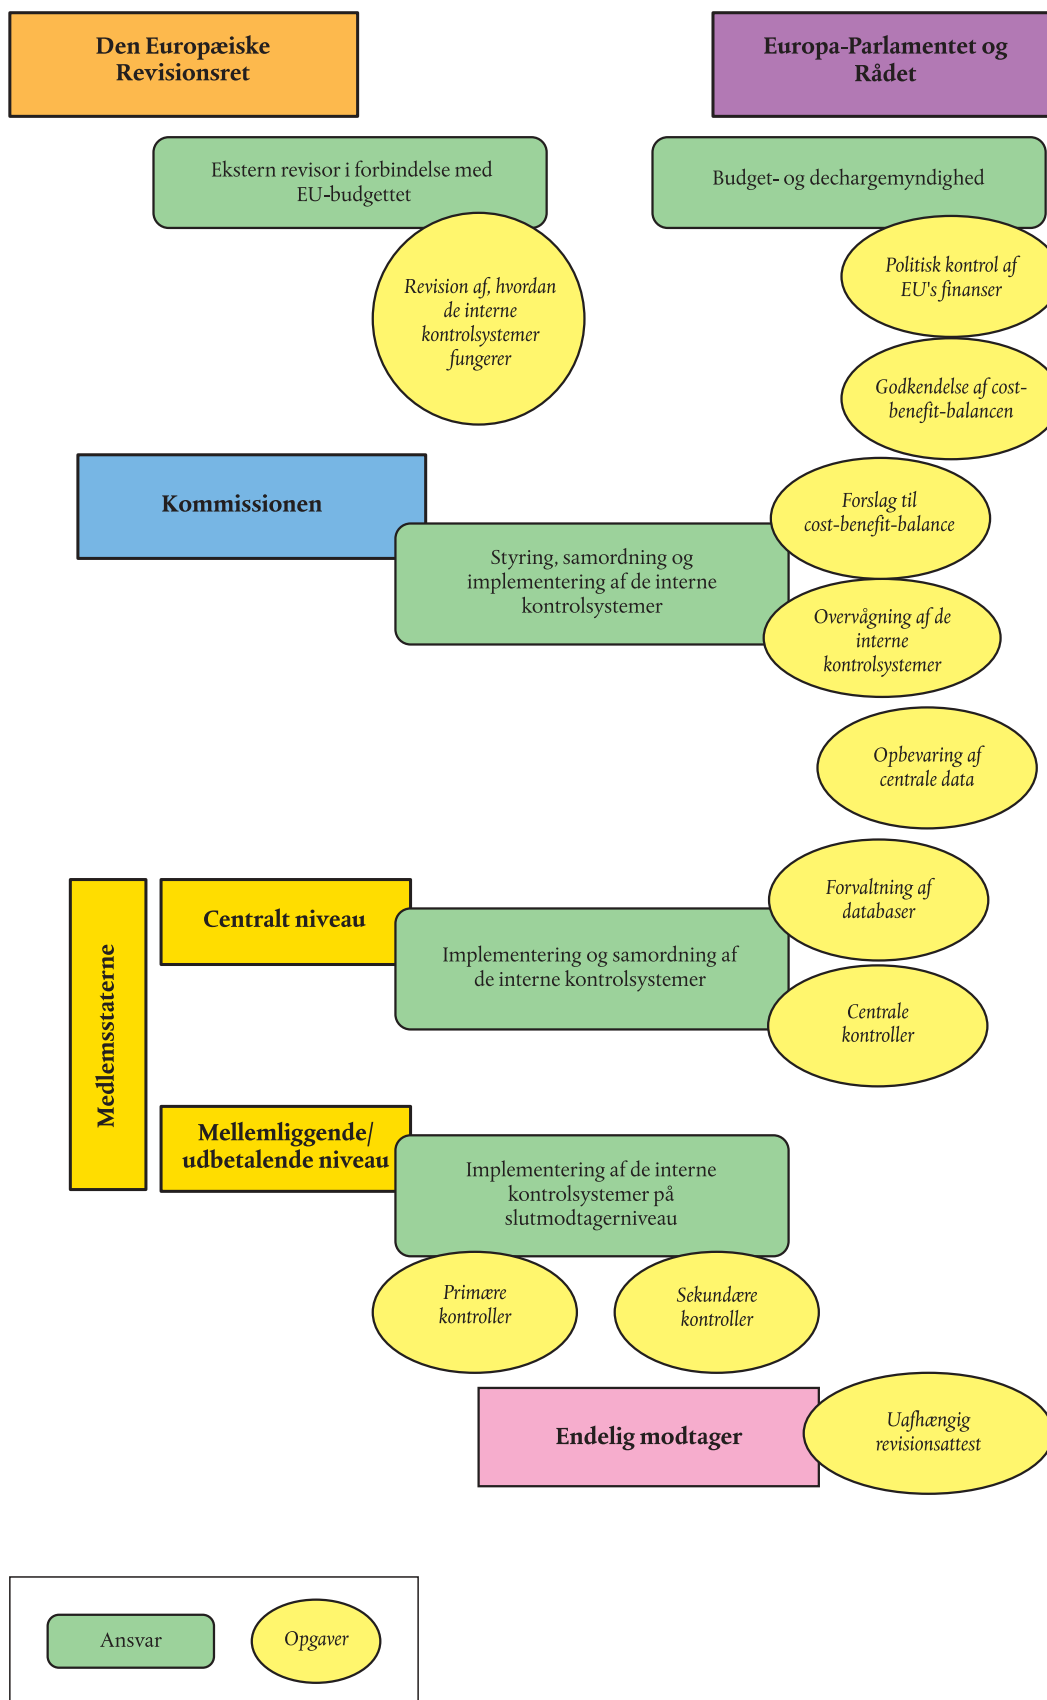 Den Europæiske
Revisionsret
Europa-Parlamentet og
Rådet
Ekstern revisor i forbindelse med
EU-budgettet
Budget- og dechargemyndighed
Revision af, hvordan
de interne
kontrolsystemer
fungerer
Politisk kontrol af
EU's finanser
Godkendelse af cost-
benefit-balancen
Kommissionen
Styring, samordning og
implementering af de interne
kontrolsystemer
Forslag til
cost-benefit-balance
Overvågning af de
interne
kontrolsystemer
Opbevaring af
centrale data
Medlemsstaterne
Centralt niveau
Implementering og samordning af
de interne kontrolsystemer
Forvaltning af
databaser
Centrale
kontroller
Mellemliggende/
udbetalende niveau
Implementering af de interne
kontrolsystemer på
slutmodtagerniveau
Primære
kontroller
Sekundære
kontroller
Endelig modtager
Uafhængig
revisionsattest
Ansvar
Opgaver